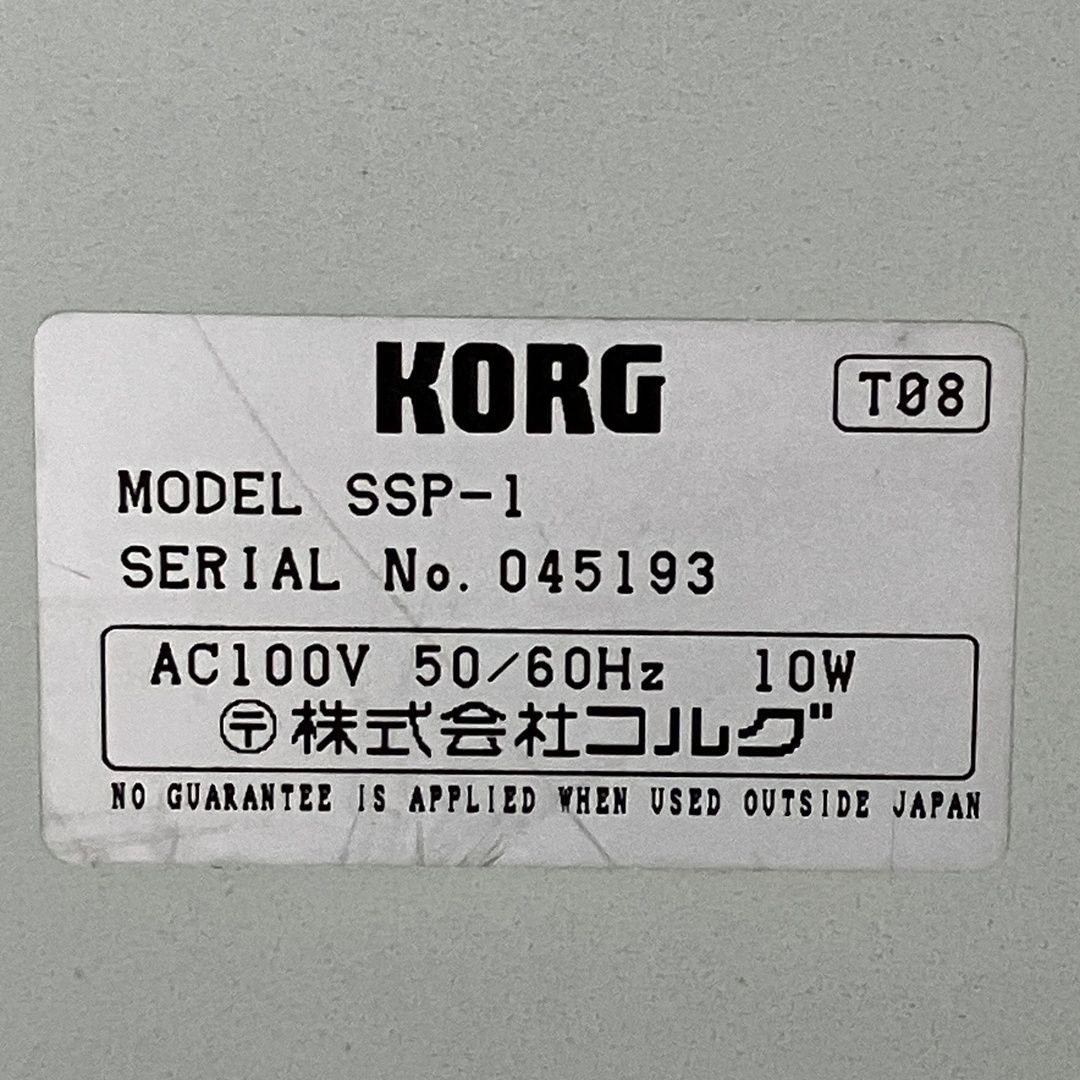 KORG
T08
MODEL SSP-1
SERIAL No. 045193
AC100V 50/60Hz 10W
〶株式会社コルグ
NO GUARANTEE IS APPLIED WHEN USED OUTSIDE JAPAN